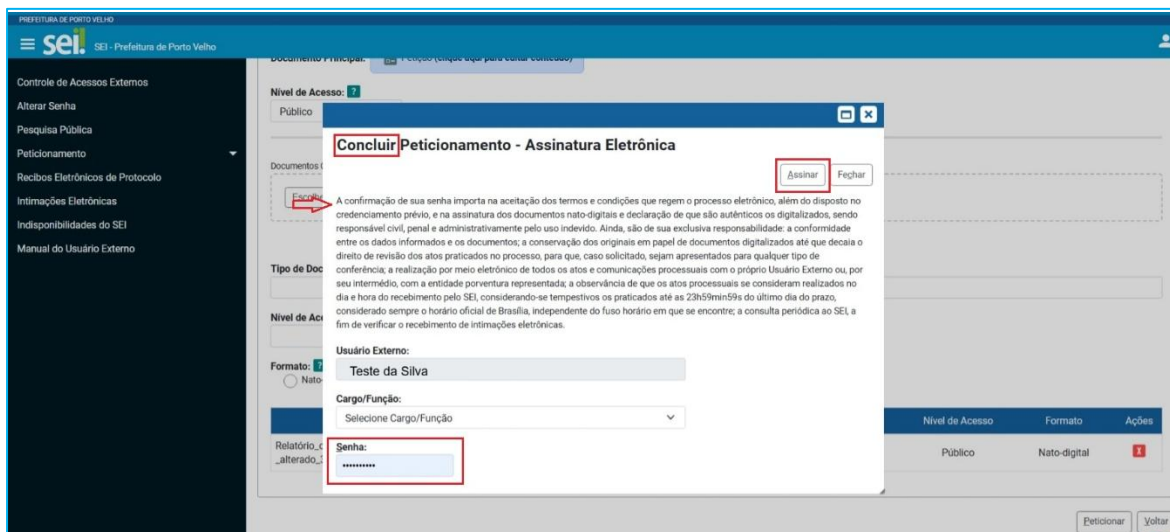 PREFEITURA DE PORTO VELHO
sei! SEI - Prefeitura de Porto Velho
Controle de Acessos Externos
Alterar Senha
Pesquisa Pública
Peticionamento
Recibos Eletrônicos de Protocolo
Intimações Eletrônicas
Indisponibilidades do SEI
Manual do Usuário Externo
Documento Principal: Petição (clique aqui para editar conteúdo)
Nível de Acesso: ?
Público
Documentos
Escolhe
Tipo de Doc
Nível de Ac
Formato: ?
Nato-
Concluir Peticionamento - Assinatura Eletrônica
Assinar Fechar
A confirmação de sua senha importa na aceitação dos termos e condições que regem o processo eletrônico, além do disposto no
credenciamento prévio, e na assinatura dos documentos nato-digitais e declaração de que são autênticos os digitalizados, sendo
responsável civil, penal e administrativamente pelo uso indevido. Ainda, são de sua exclusiva responsabilidade: a conformidade
entre os dados informados e os documentos; a conservação dos originais em papel de documentos digitalizados até que decaia o
direito de revisão dos atos praticados no processo, para que, caso solicitado, sejam apresentados para qualquer tipo de
conferência; a realização por meio eletrônico de todos os atos e comunicações processuais com o próprio Usuário Externo ou, por
seu intermédio, com a entidade porventura representada; a observância de que os atos processuais se consideram realizados no
dia e hora do recebimento pelo SEI, considerando-se tempestivos os praticados até as 23h59min59s do último dia do prazo,
considerado sempre o horário oficial de Brasília, independente do fuso horário em que se encontre; a consulta periódica ao SEI, a
fim de verificar o recebimento de intimações eletrônicas.
Usuário Externo:
Teste da Silva
Cargo/Função:
Selecione Cargo/Função
Senha:
••••••••••
Nível de Acesso Formato Ações
Relatório_
_alterado_
Público Nato-digital
Peticionar Voltar